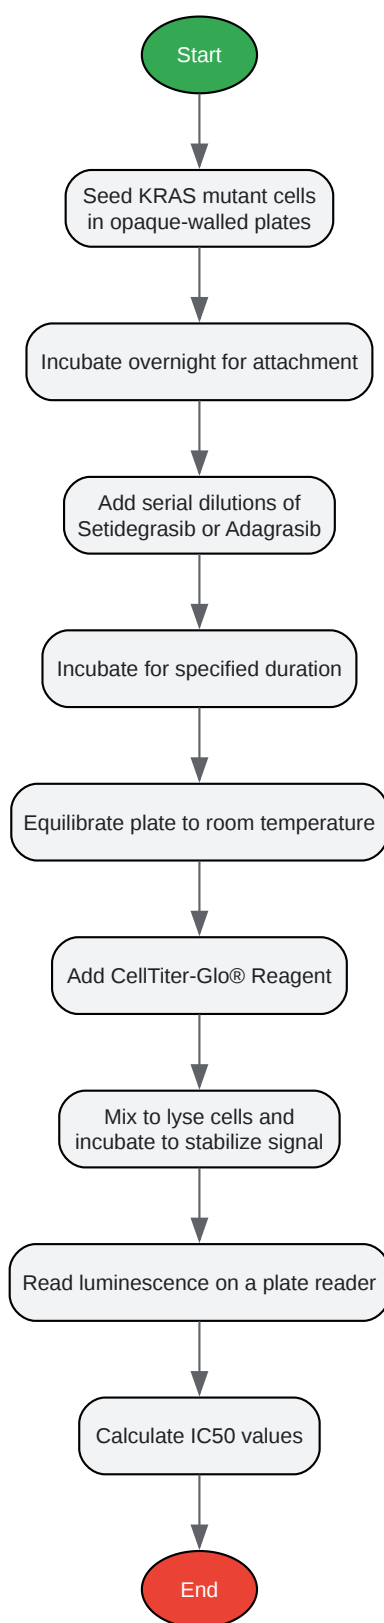 Start
Seed KRAS mutant cells
in opaque-walled plates
Incubate overnight for attachment
Add serial dilutions of
Setidegrasib or Adagrasib
Incubate for specified duration
Equilibrate plate to room temperature
Add CellTiter-Glo® Reagent
Mix to lyse cells and
incubate to stabilize signal
Read luminescence on a plate reader
Calculate IC50 values
End